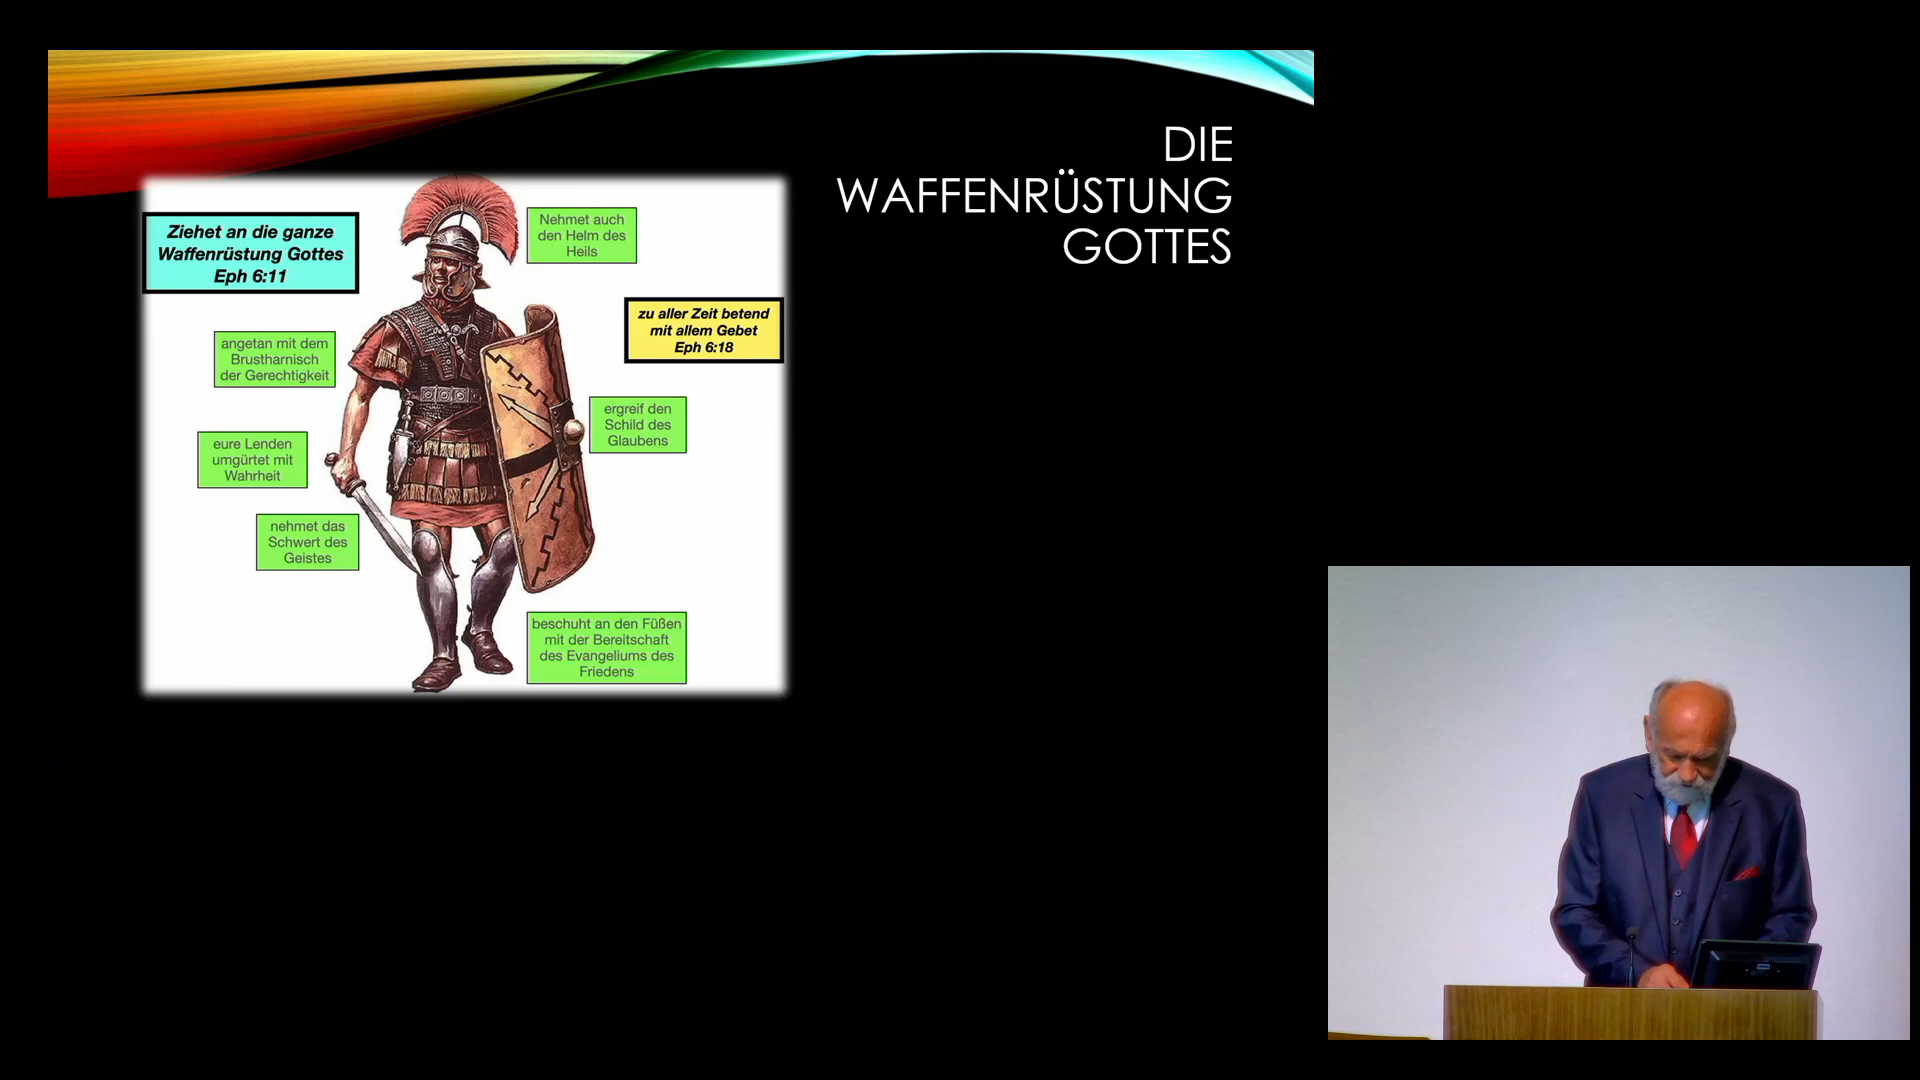 DIE
WAFFENRÜSTUNG
GOTTES
Ziehet an die ganze
Waffenrüstung Gottes
Eph 6:11
Nehmet auch
den Helm des
Heils
zu aller Zeit betend
mit allem Gebet
Eph 6:18
angetan mit dem
Brustharnisch
der Gerechtigkeit
ergreif den
Schild des
Glaubens
eure Lenden
umgürtet mit
Wahrheit
nehmet das
Schwert des
Geistes
beschuht an den Füßen
mit der Bereitschaft
des Evangeliums des
Friedens